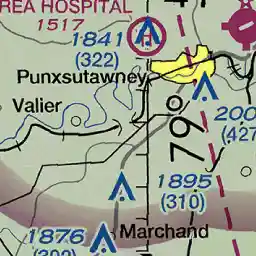 REA HOSPITAL
1517
1841
(322)
Punxsutawney
Valier
79°
200
(427
1895
(310)
1876
Marchand